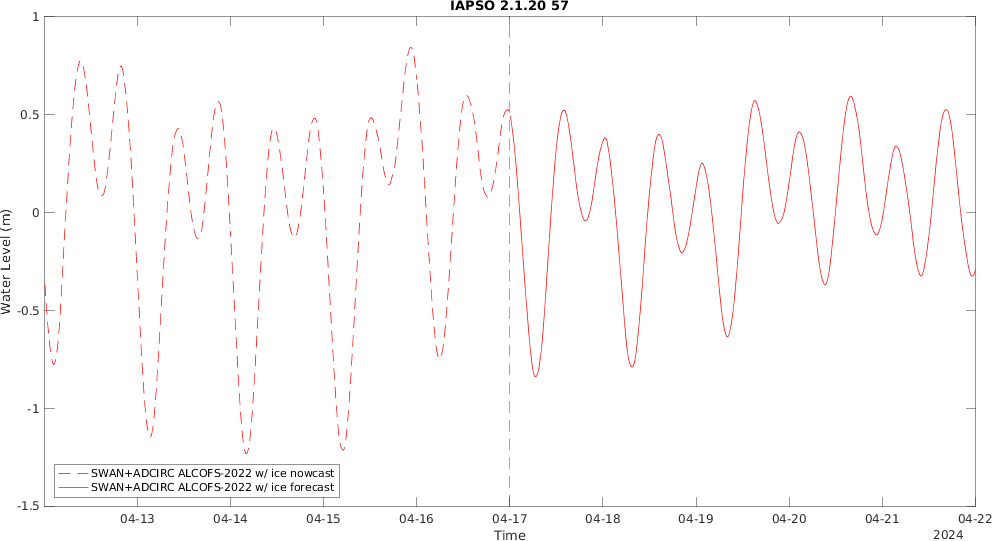 IAPSO 2.1.20 57
1
0.5
0
-0.5
-1
-1.5
Water Level (m)
SWAN+ADCIRC ALCOFS-2022 w/ ice nowcast
SWAN+ADCIRC ALCOFS-2022 w/ ice forecast
04-13 04-14 04-15 04-16 04-17 04-18 04-19 04-20 04-21 04-22
Time
2024